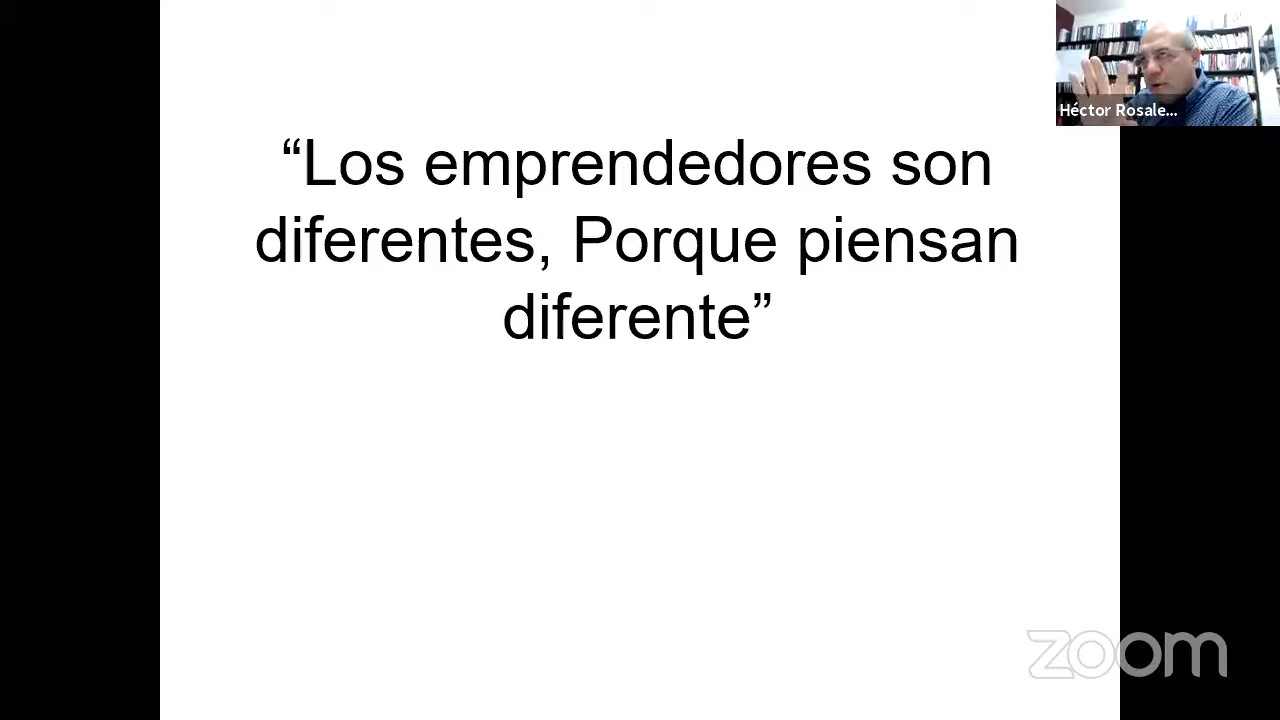 Héctor Rosale...
“Los emprendedores son
diferentes, Porque piensan
diferente”
zoom